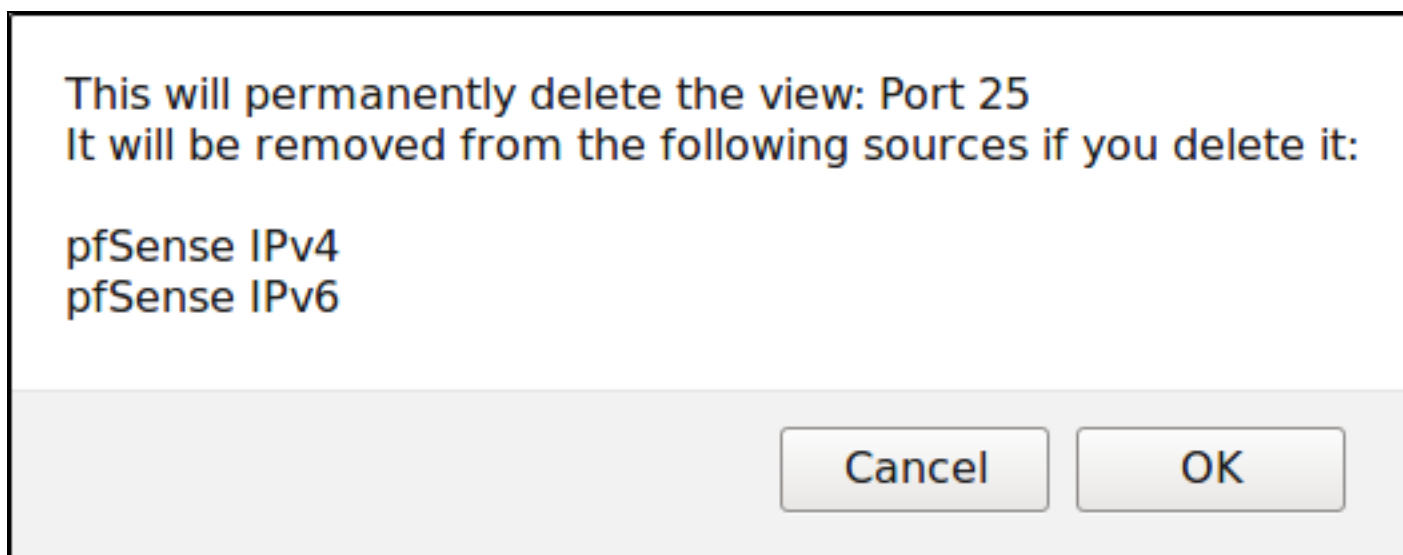 This will permanently delete the view: Port 25
It will be removed from the following sources if you delete it:
pfSense IPv4
pfSense IPv6
Cancel
OK